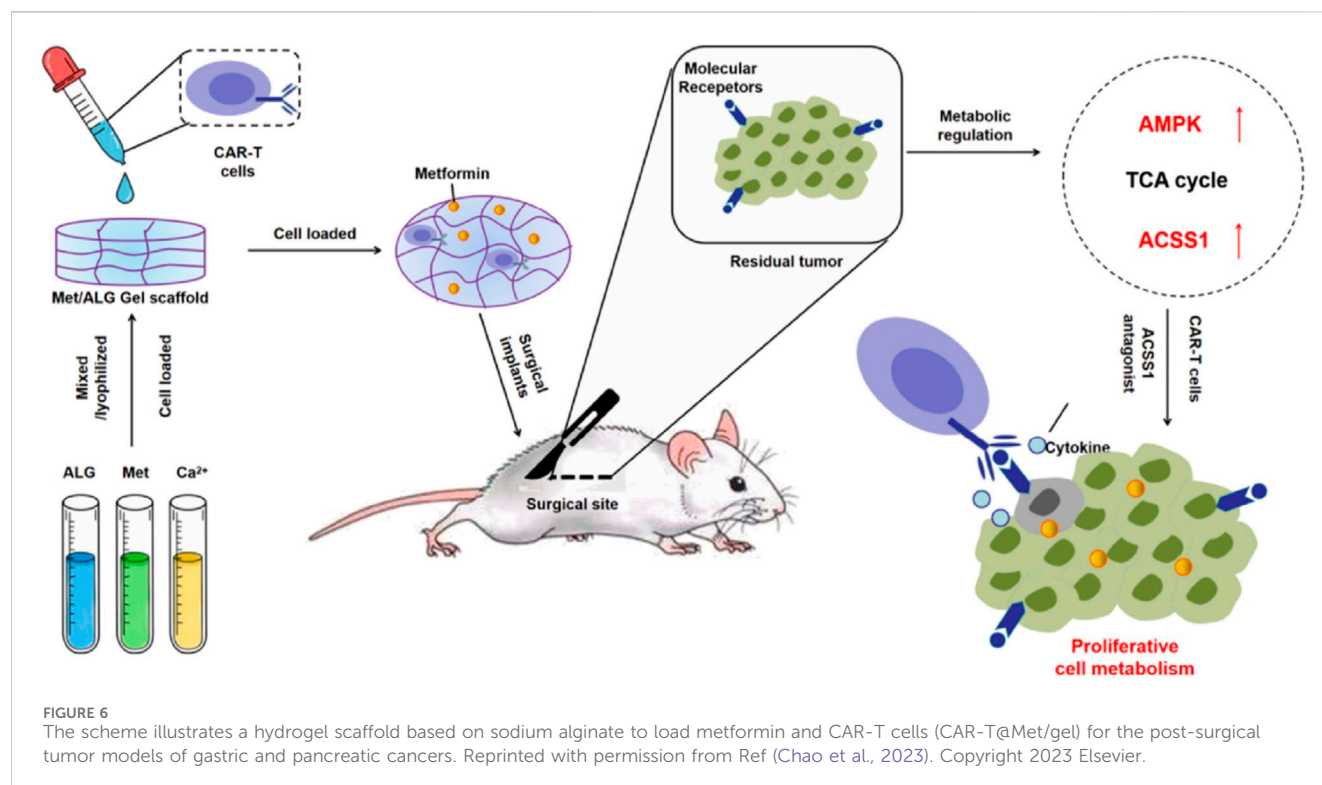 CAR-T
cells
Met/ALG Gel scaffold
Mixed
/lyophilized
Cell loaded
ALG
Met
Ca²⁺
Cell loaded
Metformin
Surgical
implants
Surgical site
Molecular
Recepetors
Residual tumor
Metabolic
regulation
AMPK
TCA cycle
ACSS1
ACSS1
antagonist
CAR-T cells
Cytokine
Proliferative
cell metabolism
FIGURE 6
The scheme illustrates a hydrogel scaffold based on sodium alginate to load metformin and CAR-T cells (CAR-T@Met/gel) for the post-surgical
tumor models of gastric and pancreatic cancers. Reprinted with permission from Ref (Chao et al., 2023). Copyright 2023 Elsevier.